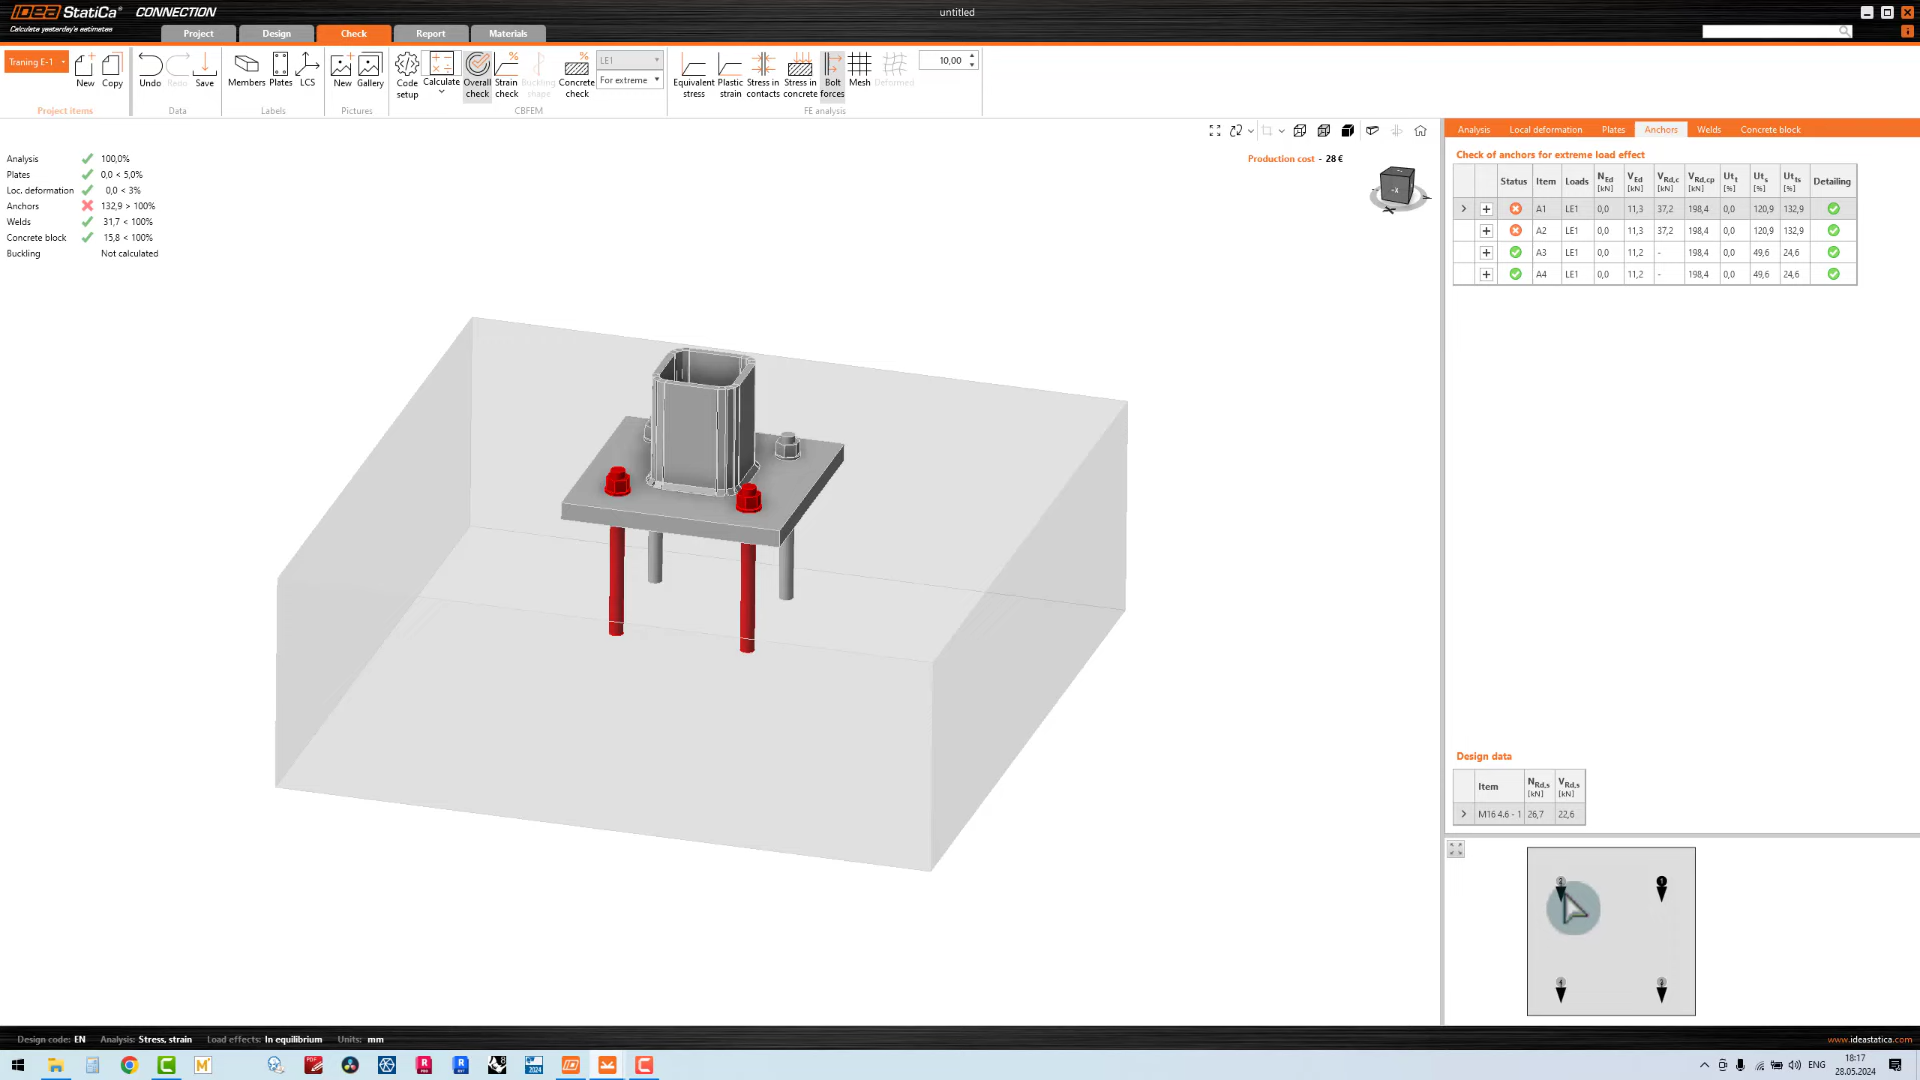 IDEA StatiCa® CONNECTION
Calculate yesterday's estimates
untitled
Project Design Check Report Materials
Traning E-1
New Copy
Undo Redo Save
Members Plates LCS
New Gallery
Code setup
Calculate
Overall check
Strain check
Buckling shape
Concrete check
LE1
For extreme
Equivalent stress
Plastic strain
Stress in contacts
Stress in concrete
Bolt forces
Mesh
Deformed
10,00
Project items Data Labels Pictures CBFEM FE analysis
Analysis 100,0%
Plates 0,0 < 5,0%
Loc. deformation 0,0 < 3%
Anchors 132,9 > 100%
Welds 31,7 < 100%
Concrete block 15,8 < 100%
Buckling Not calculated
Production cost - 28 €
-X
Analysis Local deformation Plates Anchors Welds Concrete block
Check of anchors for extreme load effect
Status Item Loads NEd [kN] VEd [kN] VRd,c [kN] VRd,cp [kN] Utt [%] Uts [%] Utts [%] Detailing
A1 LE1 0,0 11,3 37,2 198,4 0,0 120,9 132,9
A2 LE1 0,0 11,3 37,2 198,4 0,0 120,9 132,9
A3 LE1 0,0 11,2 - 198,4 0,0 49,6 24,6
A4 LE1 0,0 11,2 - 198,4 0,0 49,6 24,6
Design data
Item NRd,s [kN] VRd,s [kN]
M16 4.6 - 1 26,7 22,6
2 1
4 3
Design code: EN Analysis: Stress, strain Load effects: In equilibrium Units: mm
www.ideastatica.com
ENG
18:17
28.05.2024